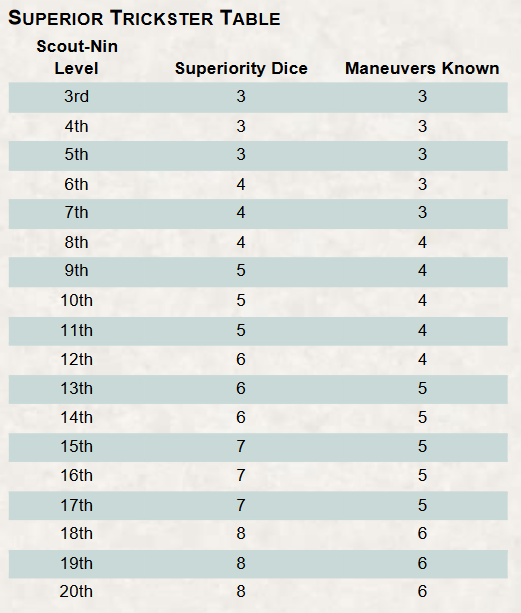 SUPERIOR TRICKSTER TABLE
Scout-Nin
Level Superiority Dice Maneuvers Known
3rd 3 3
4th 3 3
5th 3 3
6th 4 3
7th 4 3
8th 4 4
9th 5 4
10th 5 4
11th 5 4
12th 6 4
13th 6 5
14th 6 5
15th 7 5
16th 7 5
17th 7 5
18th 8 6
19th 8 6
20th 8 6